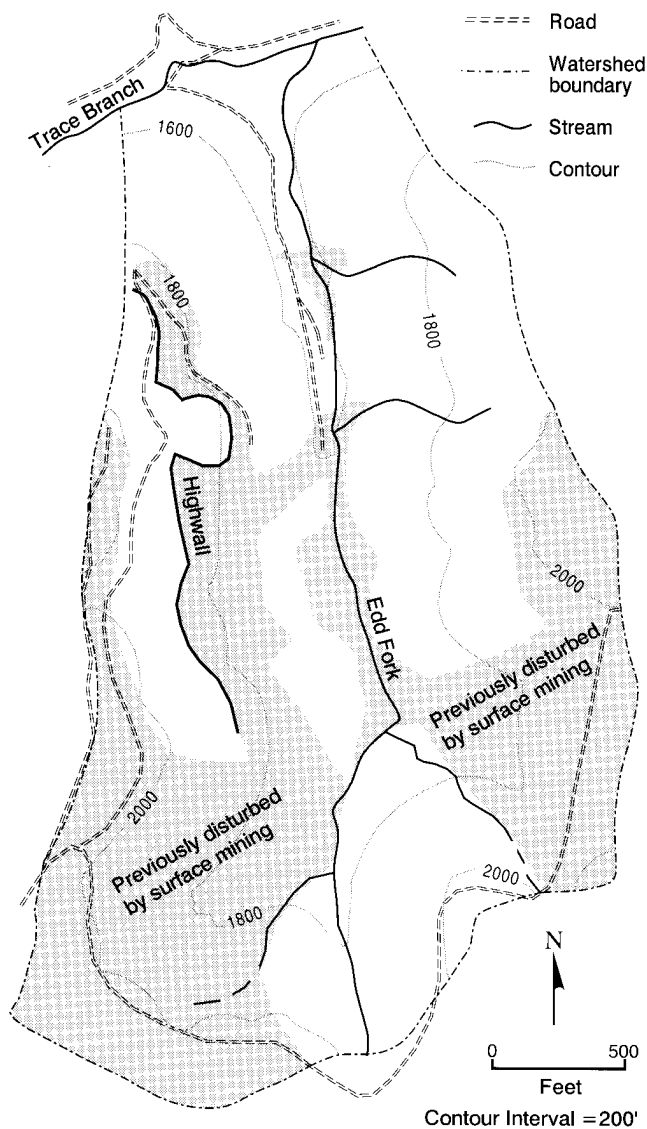 Road
Watershed
boundary
Stream
Contour
Trace Branch
1600
1800
1800
Highwall
2000
Edd Fork
Previously disturbed
by surface mining
2000
Previously disturbed
by surface mining
2000
1800
N
0 500
Feet
Contour Interval =200'